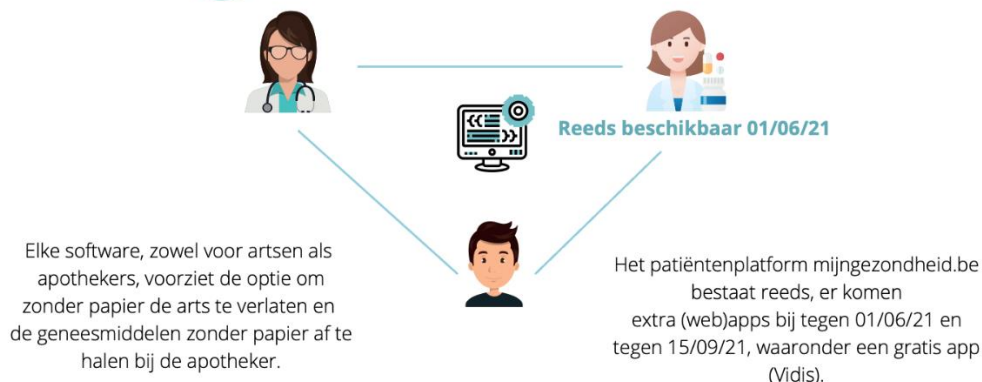 Reeds beschikbaar 01/06/21
Elke software, zowel voor artsen als
apothekers, voorziet de optie om
zonder papier de arts te verlaten en
de geneesmiddelen zonder papier af te
halen bij de apotheker.
Het patiëntenplatform mijngezondheid.be
bestaat reeds, er komen
extra (web)apps bij tegen 01/06/21 en
tegen 15/09/21, waaronder een gratis app
(Vidis).